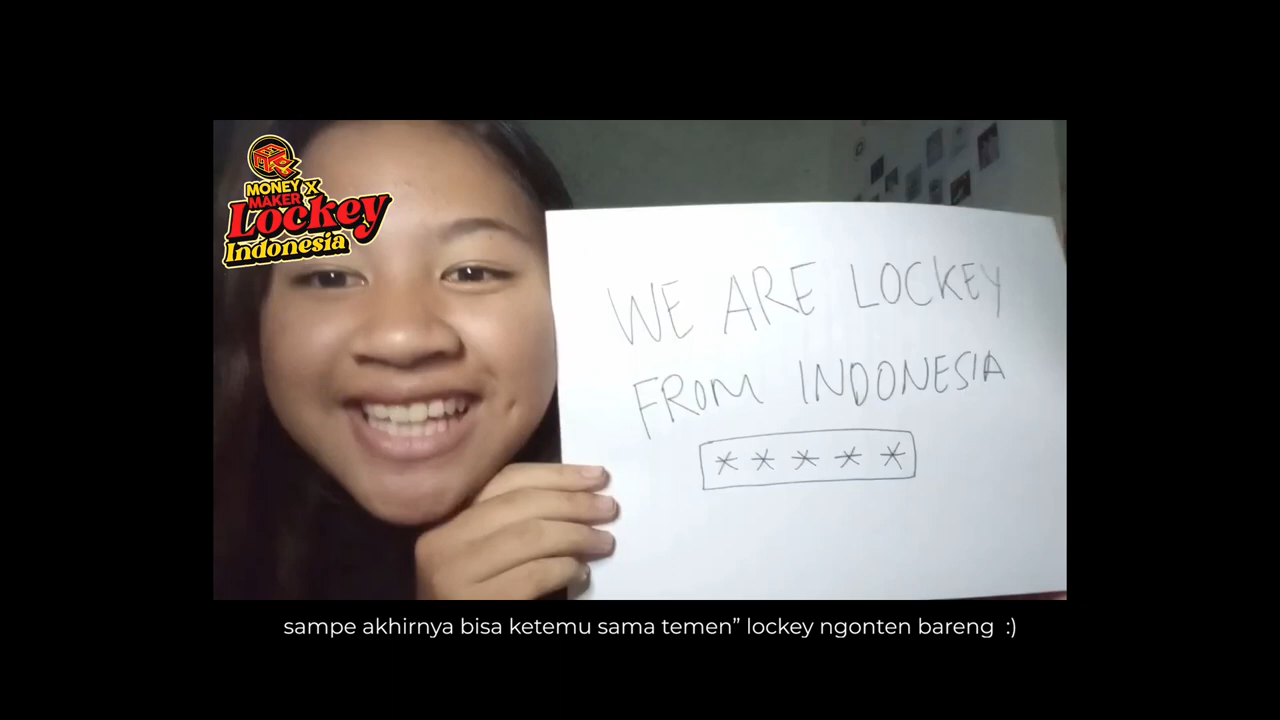 MONEY X
MAKER
Lockey
Indonesia
WE ARE LOCKEY
FROM INDONESIA
*****
sampe akhirnya bisa ketemu sama temen” lockey ngonten bareng :)